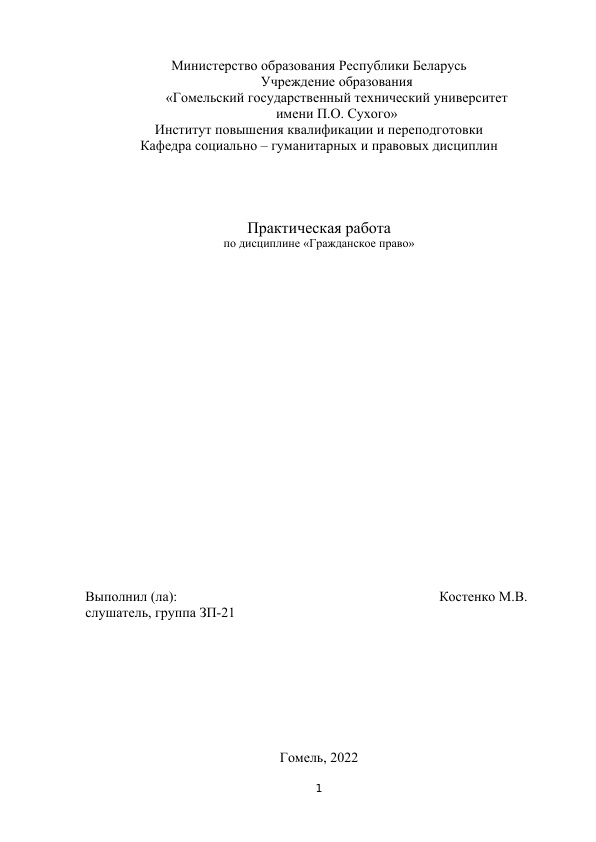 Министерство образования Республики Беларусь
Учреждение образования
«Гомельский государственный технический университет
имени П.О. Сухого»
Институт повышения квалификации и переподготовки
Кафедра социально – гуманитарных и правовых дисциплин
Практическая работа
по дисциплине «Гражданское право»
Выполнил (ла): Костенко М.В.
слушатель, группа ЗП-21
Гомель, 2022
1